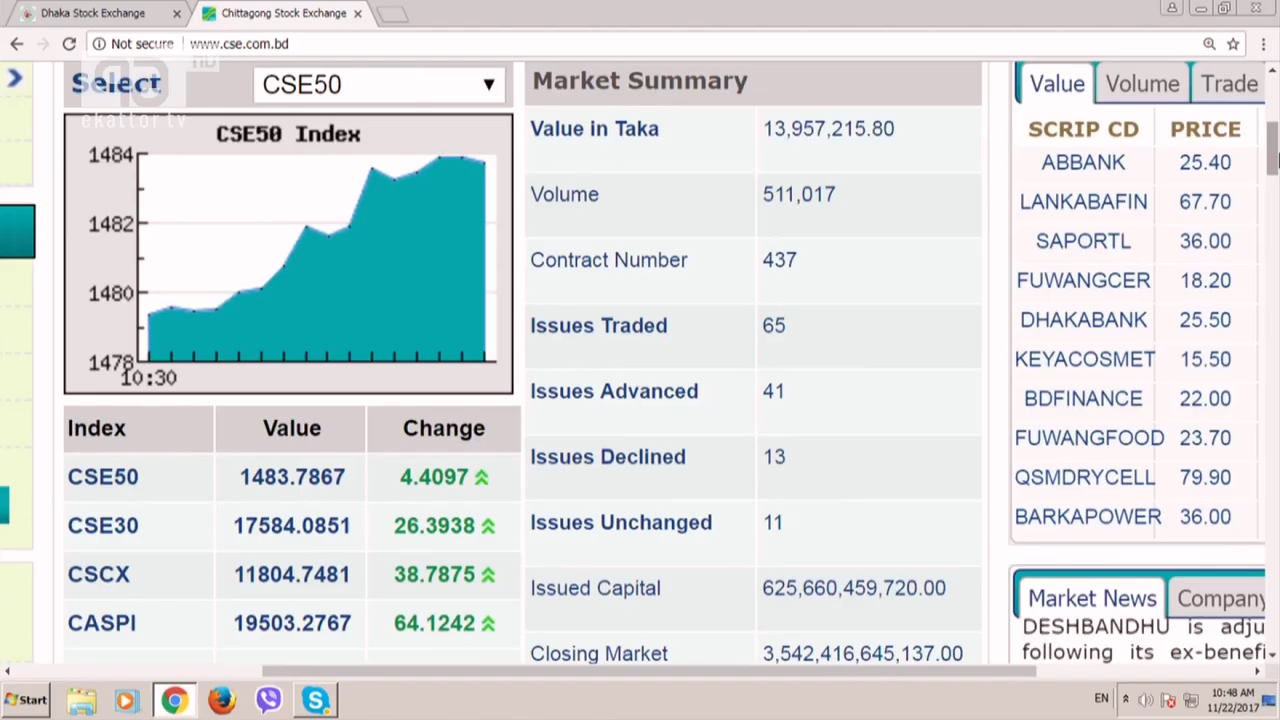 Dhaka Stock Exchange
Chittagong Stock Exchange
Not secure
www.cse.com.bd
HD
ekattor tv
Select
CSE50
CSE50 Index
1484
1482
1480
1478
10:30
Index Value Change
CSE50 1483.7867 4.4097
CSE30 17584.0851 26.3938
CSCX 11804.7481 38.7875
CASPI 19503.2767 64.1242
Market Summary
Value in Taka 13,957,215.80
Volume 511,017
Contract Number 437
Issues Traded 65
Issues Advanced 41
Issues Declined 13
Issues Unchanged 11
Issued Capital 625,660,459,720.00
Closing Market 3,542,416,645,137.00
Value Volume Trade
SCRIP CD PRICE
ABBANK 25.40
LANKABAFIN 67.70
SAPORTL 36.00
FUWANGCER 18.20
DHAKABANK 25.50
KEYACOSMET 15.50
BDFINANCE 22.00
FUWANGFOOD 23.70
QSMDRYCELL 79.90
BARKAPOWER 36.00
Market News Company
DESHBANDHU is adju
following its ex-benefi
Start
EN
10:48 AM
11/22/2017